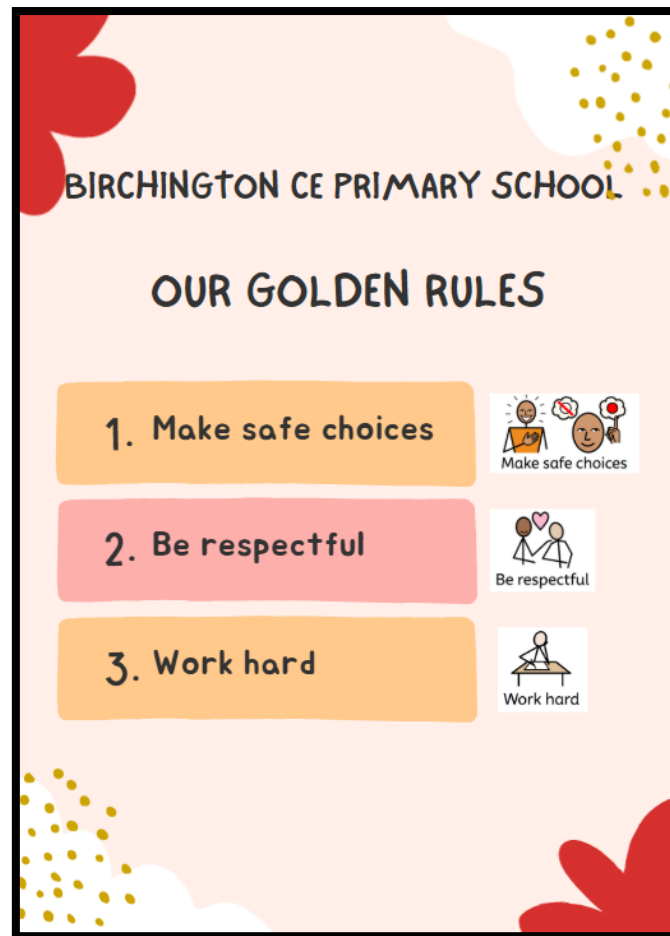 BIRCHINGTON CE PRIMARY SCHOOL
OUR GOLDEN RULES
1. Make safe choices
Make safe choices
2. Be respectful
Be respectful
3. Work hard
Work hard